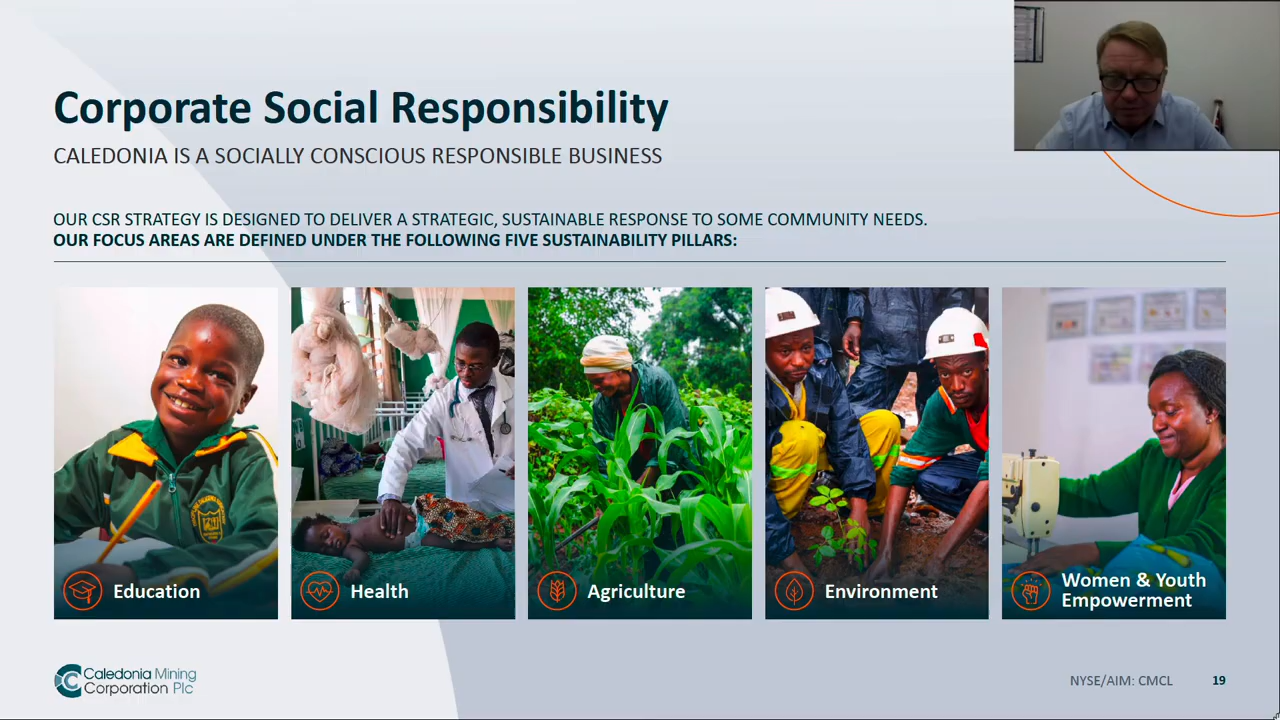 Corporate Social Responsibility
CALEDONIA IS A SOCIALLY CONSCIOUS RESPONSIBLE BUSINESS
OUR CSR STRATEGY IS DESIGNED TO DELIVER A STRATEGIC, SUSTAINABLE RESPONSE TO SOME COMMUNITY NEEDS.
OUR FOCUS AREAS ARE DEFINED UNDER THE FOLLOWING FIVE SUSTAINABILITY PILLARS:
Education
Health
Agriculture
Environment
Women & Youth
Empowerment
Caledonia Mining
Corporation Plc
NYSE/AIM: CMCL
19